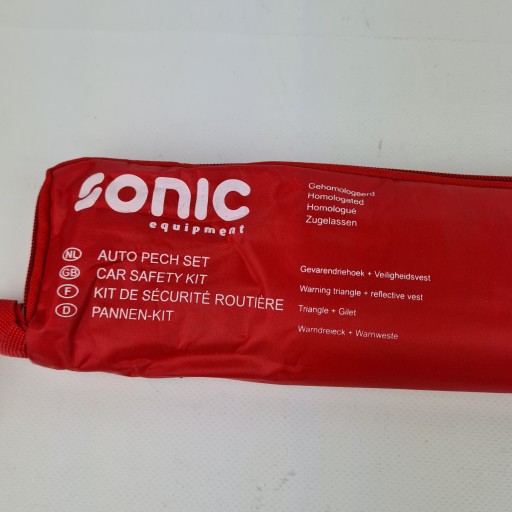 SONIC
equipment
Gehomologeerd
Homologated
Homologué
Zugelassen
NL AUTO PECH SET
GB CAR SAFETY KIT
F KIT DE SÉCURITÉ ROUTIÈRE
D PANNEN-KIT
Gevarendriehoek + Veiligheidsvest
Warning triangle + reflective vest
Triangle + Gilet
Warndreieck + Warnweste